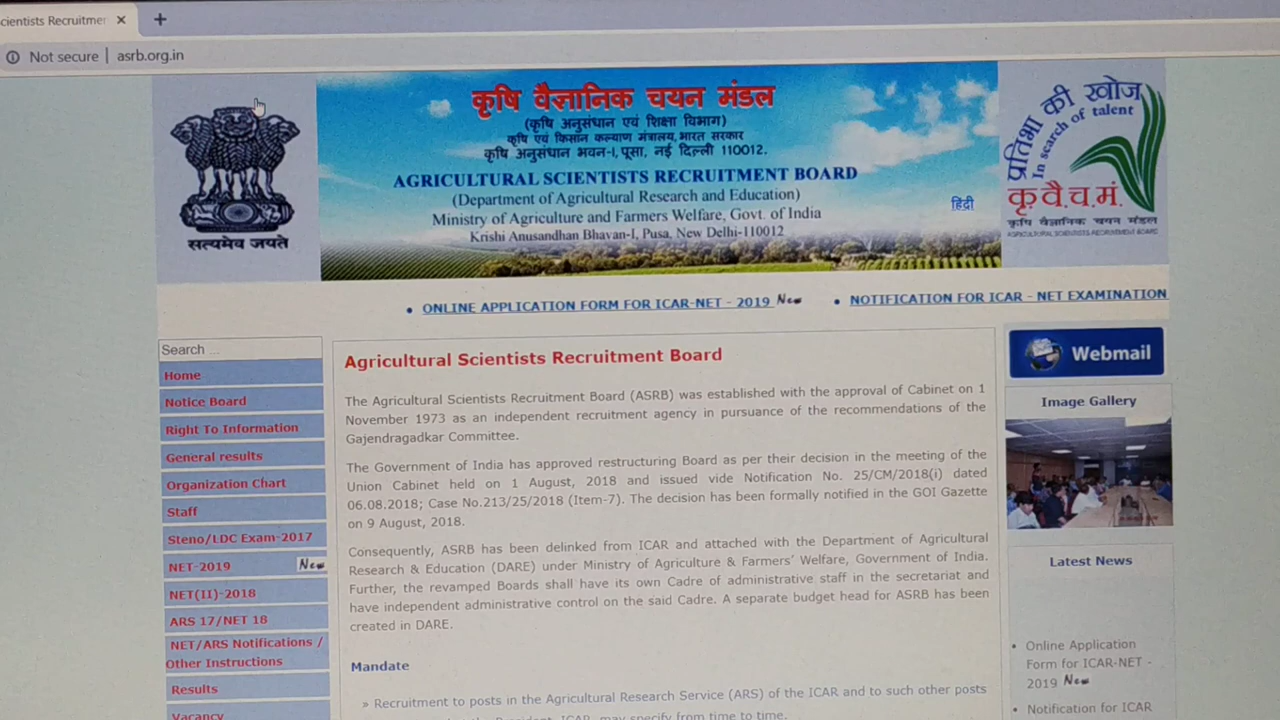 cientists Recruitmer
Not secure | asrb.org.in
सत्यमेव जयते
कृषि वैज्ञानिक चयन मंडल
(कृषि अनुसंधान एवं शिक्षा विभाग)
कृषि एवं किसान कल्याण मंत्रालय, भारत सरकार
कृषि अनुसंधान भवन-I, पूसा, नई दिल्ली 110012.
AGRICULTURAL SCIENTISTS RECRUITMENT BOARD
(Department of Agricultural Research and Education)
Ministry of Agriculture and Farmers Welfare, Govt. of India
Krishi Anusandhan Bhavan-I, Pusa, New Delhi-110012
हिंदी
प्रतिभा की खोज
In search of talent
कृ.वै.च.मं.
कृषि वैज्ञानिक चयन मंडल
AGRICULTURAL SCIENTISTS RECRUITMENT BOARD
• ONLINE APPLICATION FORM FOR ICAR-NET - 2019 New
• NOTIFICATION FOR ICAR - NET EXAMINATION
Search ...
Home
Notice Board
Right To Information
General results
Organization Chart
Staff
Steno/LDC Exam-2017
NET-2019 New
NET(II)-2018
ARS 17/NET 18
NET/ARS Notifications /
Other Instructions
Results
Vacancy
Agricultural Scientists Recruitment Board
The Agricultural Scientists Recruitment Board (ASRB) was established with the approval of Cabinet on 1
November 1973 as an independent recruitment agency in pursuance of the recommendations of the
Gajendragadkar Committee.
The Government of India has approved restructuring Board as per their decision in the meeting of the
Union Cabinet held on 1 August, 2018 and issued vide Notification No. 25/CM/2018(i) dated
06.08.2018; Case No.213/25/2018 (Item-7). The decision has been formally notified in the GOI Gazette
on 9 August, 2018.
Consequently, ASRB has been delinked from ICAR and attached with the Department of Agricultural
Research & Education (DARE) under Ministry of Agriculture & Farmers' Welfare, Government of India.
Further, the revamped Boards shall have its own Cadre of administrative staff in the secretariat and
have independent administrative control on the said Cadre. A separate budget head for ASRB has been
created in DARE.
Mandate
» Recruitment to posts in the Agricultural Research Service (ARS) of the ICAR and to such other posts
President, ICAR, may specify from time to time.
Webmail
Image Gallery
Latest News
• Online Application
Form for ICAR-NET -
2019 New
• Notification for ICAR